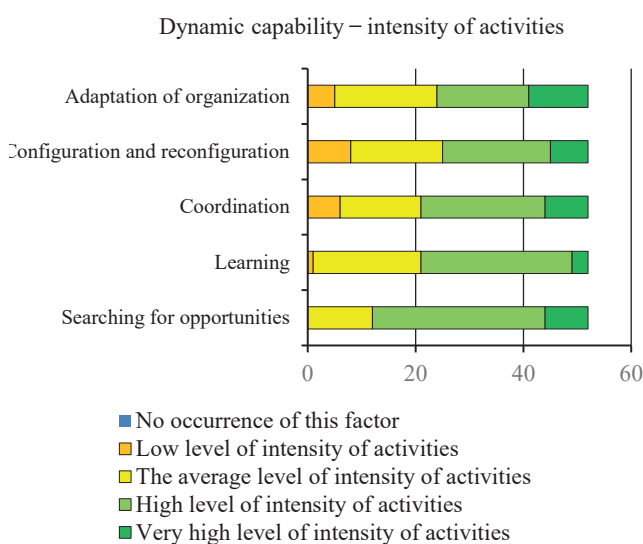 Dynamic capability – intensity of activities
Adaptation of organization
Configuration and reconfiguration
Coordination
Learning
Searching for opportunities
0 20 40 60
No occurrence of this factor
Low level of intensity of activities
The average level of intensity of activities
High level of intensity of activities
Very high level of intensity of activities